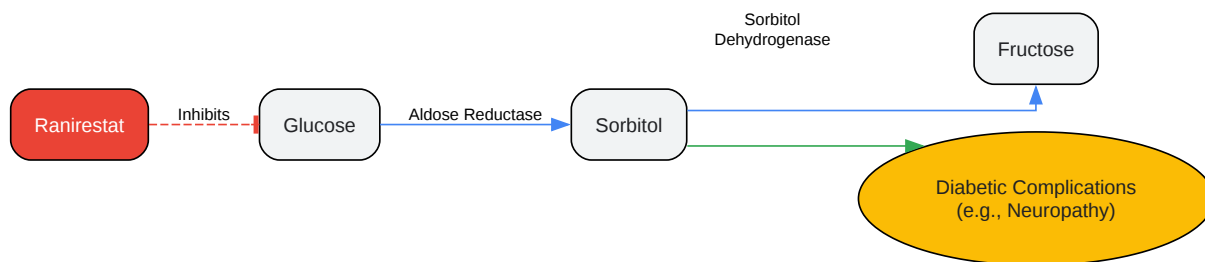 Ranirestat
Inhibits
Glucose
Aldose Reductase
Sorbitol
Sorbitol
Dehydrogenase
Fructose
Diabetic Complications
(e.g., Neuropathy)